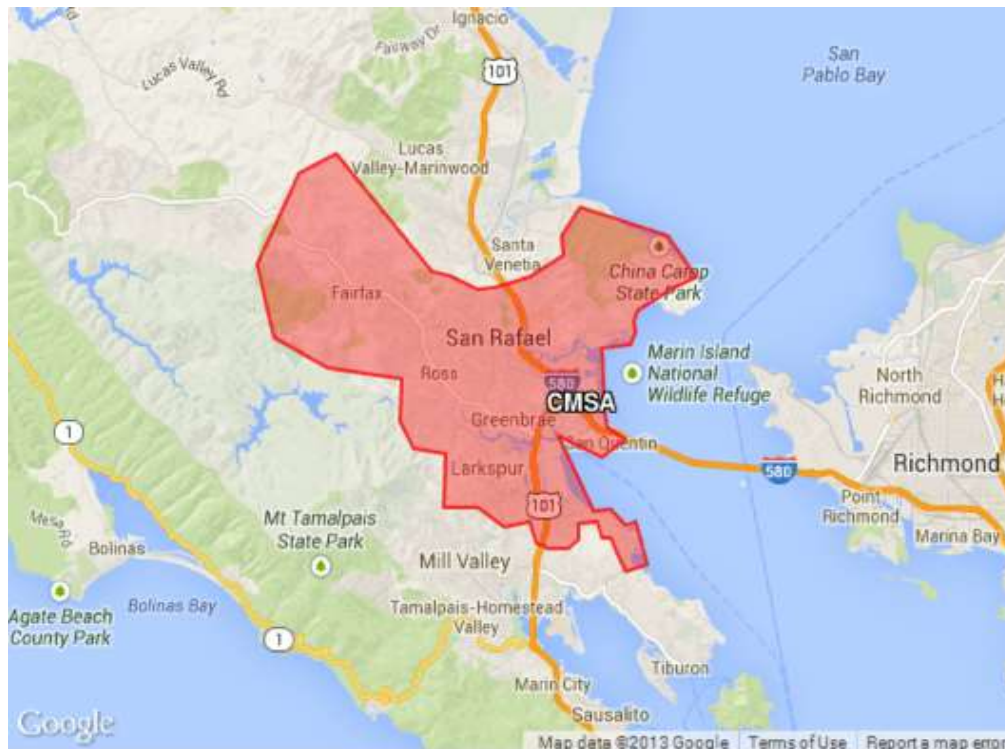 Ignacio
Fairway Dr
101
San
Pablo Bay
Lucas Valley Rd
Lucas
Valley-Marinwood
Santa
Venetia
China Camp
State Park
Fairfax
San Rafael
Marin Island
National
Wildlife Refuge
Ross
580
North
Richmond
CMSA
Greenbrae
San Quentin
1
Larkspur
580
Richmond
101
Point
Richmond
Mesa Rd
Bolinas
Mt Tamalpais
State Park
Marina Bay
Mill Valley
Agate Beach
County Park
Bolinas Bay
Tamalpais-Homestead
Valley
1
Tiburon
Marin City
Sausalito
Google
Map data ©2013 Google
Terms of Use
Report a map error